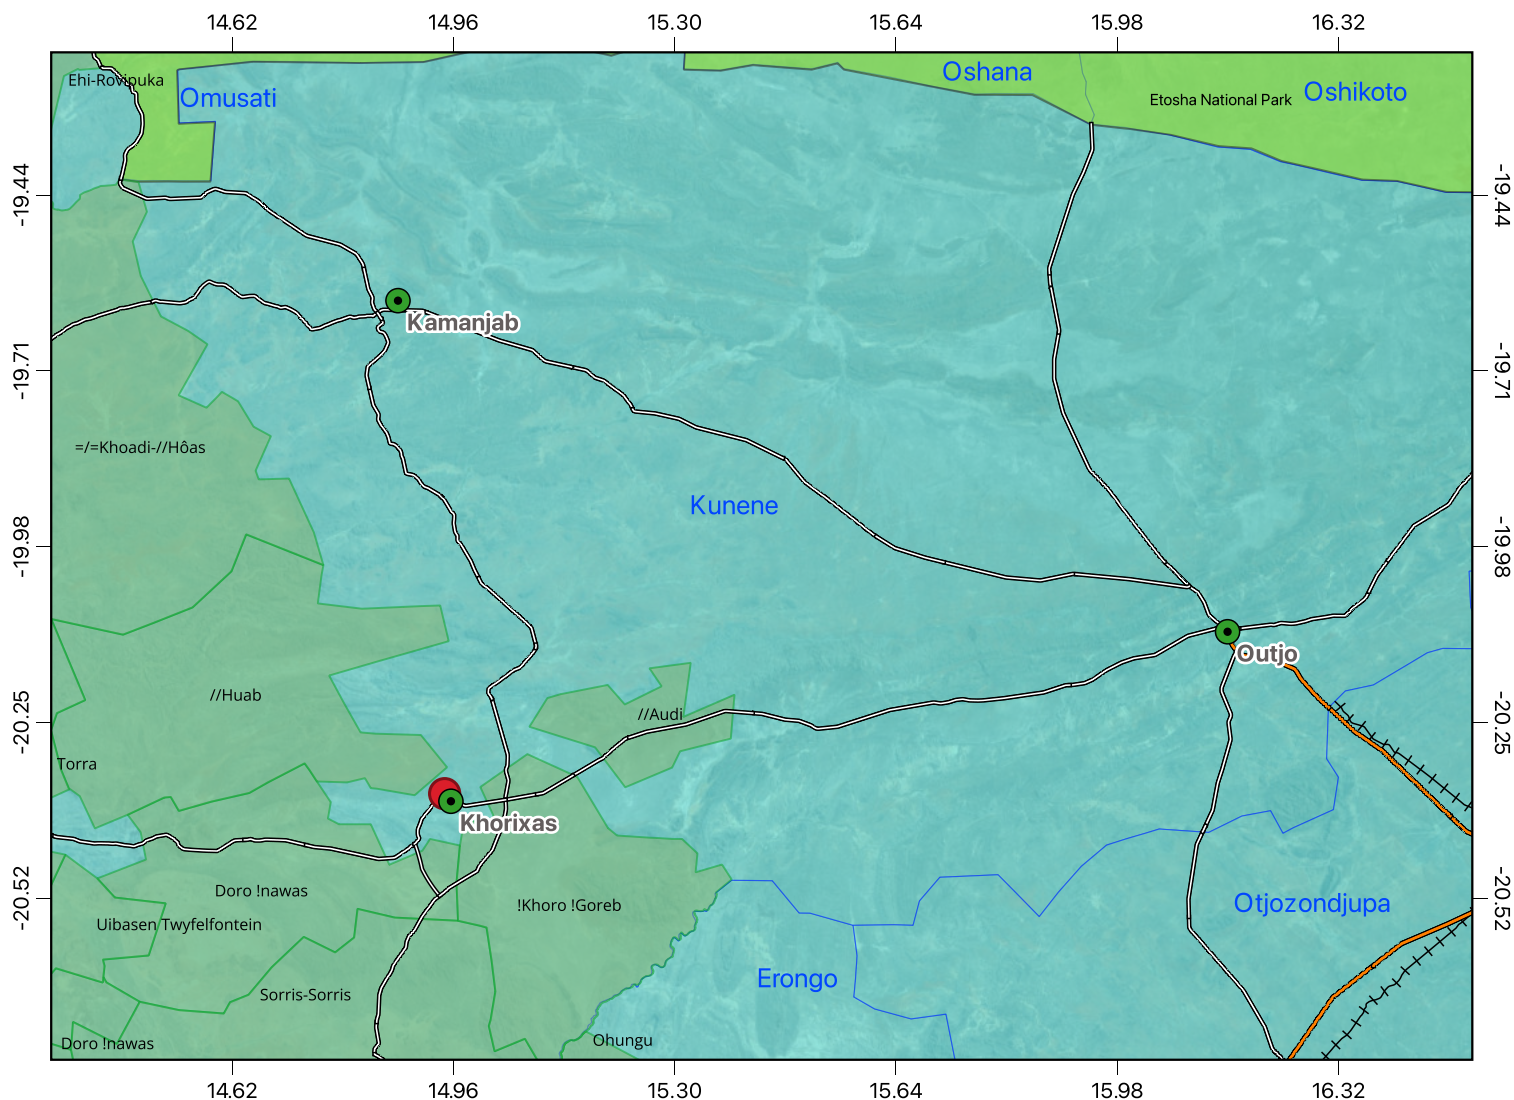 14.62 14.96 15.30 15.64 15.98 16.32
Ehi-Rovipuka
Omusati
Oshana
Etosha National Park
Oshikoto
-19.44
-19.44
Kamanjab
-19.71
-19.71
=/=Khoadi-//Hôas
Kunene
-19.98
-19.98
Outjo
//Huab
//Audi
-20.25
-20.25
Torra
Khorixas
Doro !nawas
!Khoro !Goreb
Otjozondjupa
-20.52
-20.52
Uibasen Twyfelfontein
Erongo
Sorris-Sorris
Doro !nawas
Ohungu
14.62 14.96 15.30 15.64 15.98 16.32